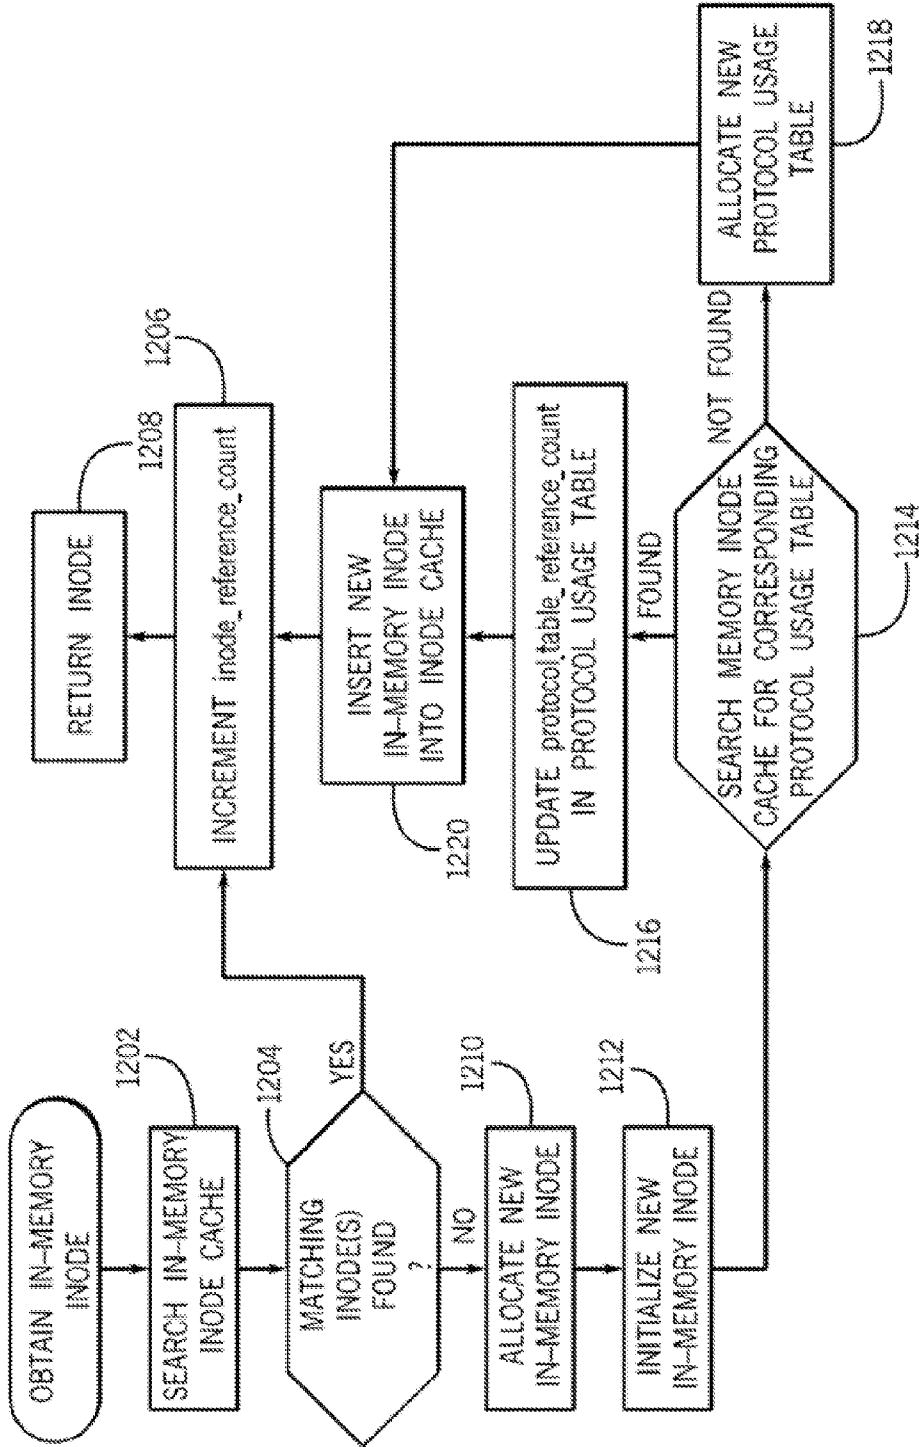 OBTAIN IN-MEMORY
INODE
1202
SEARCH IN-MEMORY
INODE CACHE
1204
MATCHING
INODE(S)
FOUND
?
YES
NO
1210
ALLOCATE NEW
IN-MEMORY INODE
1212
INITIALIZE NEW
IN-MEMORY INODE
1208
RETURN INODE
1206
INCREMENT inode_reference_count
INSERT NEW
IN-MEMORY INODE
INTO INODE CACHE
1220
UPDATE protocol_table_reference_count
IN PROTOCOL USAGE TABLE
1216
FOUND
SEARCH MEMORY INODE
CACHE FOR CORRESPONDING
PROTOCOL USAGE TABLE
1214
NOT FOUND
ALLOCATE NEW
PROTOCOL USAGE
TABLE
1218